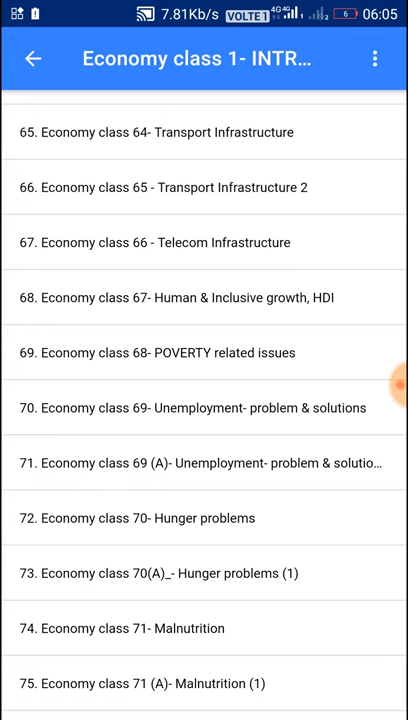 7.81Kb/s VOLTE 1 4G 4G 1 2 6 06:05
Economy class 1- INTR...
65. Economy class 64- Transport Infrastructure
66. Economy class 65 - Transport Infrastructure 2
67. Economy class 66 - Telecom Infrastructure
68. Economy class 67- Human & Inclusive growth, HDI
69. Economy class 68- POVERTY related issues
70. Economy class 69- Unemployment- problem & solutions
71. Economy class 69 (A)- Unemployment- problem & solutio...
72. Economy class 70- Hunger problems
73. Economy class 70(A)_- Hunger problems (1)
74. Economy class 71- Malnutrition
75. Economy class 71 (A)- Malnutrition (1)